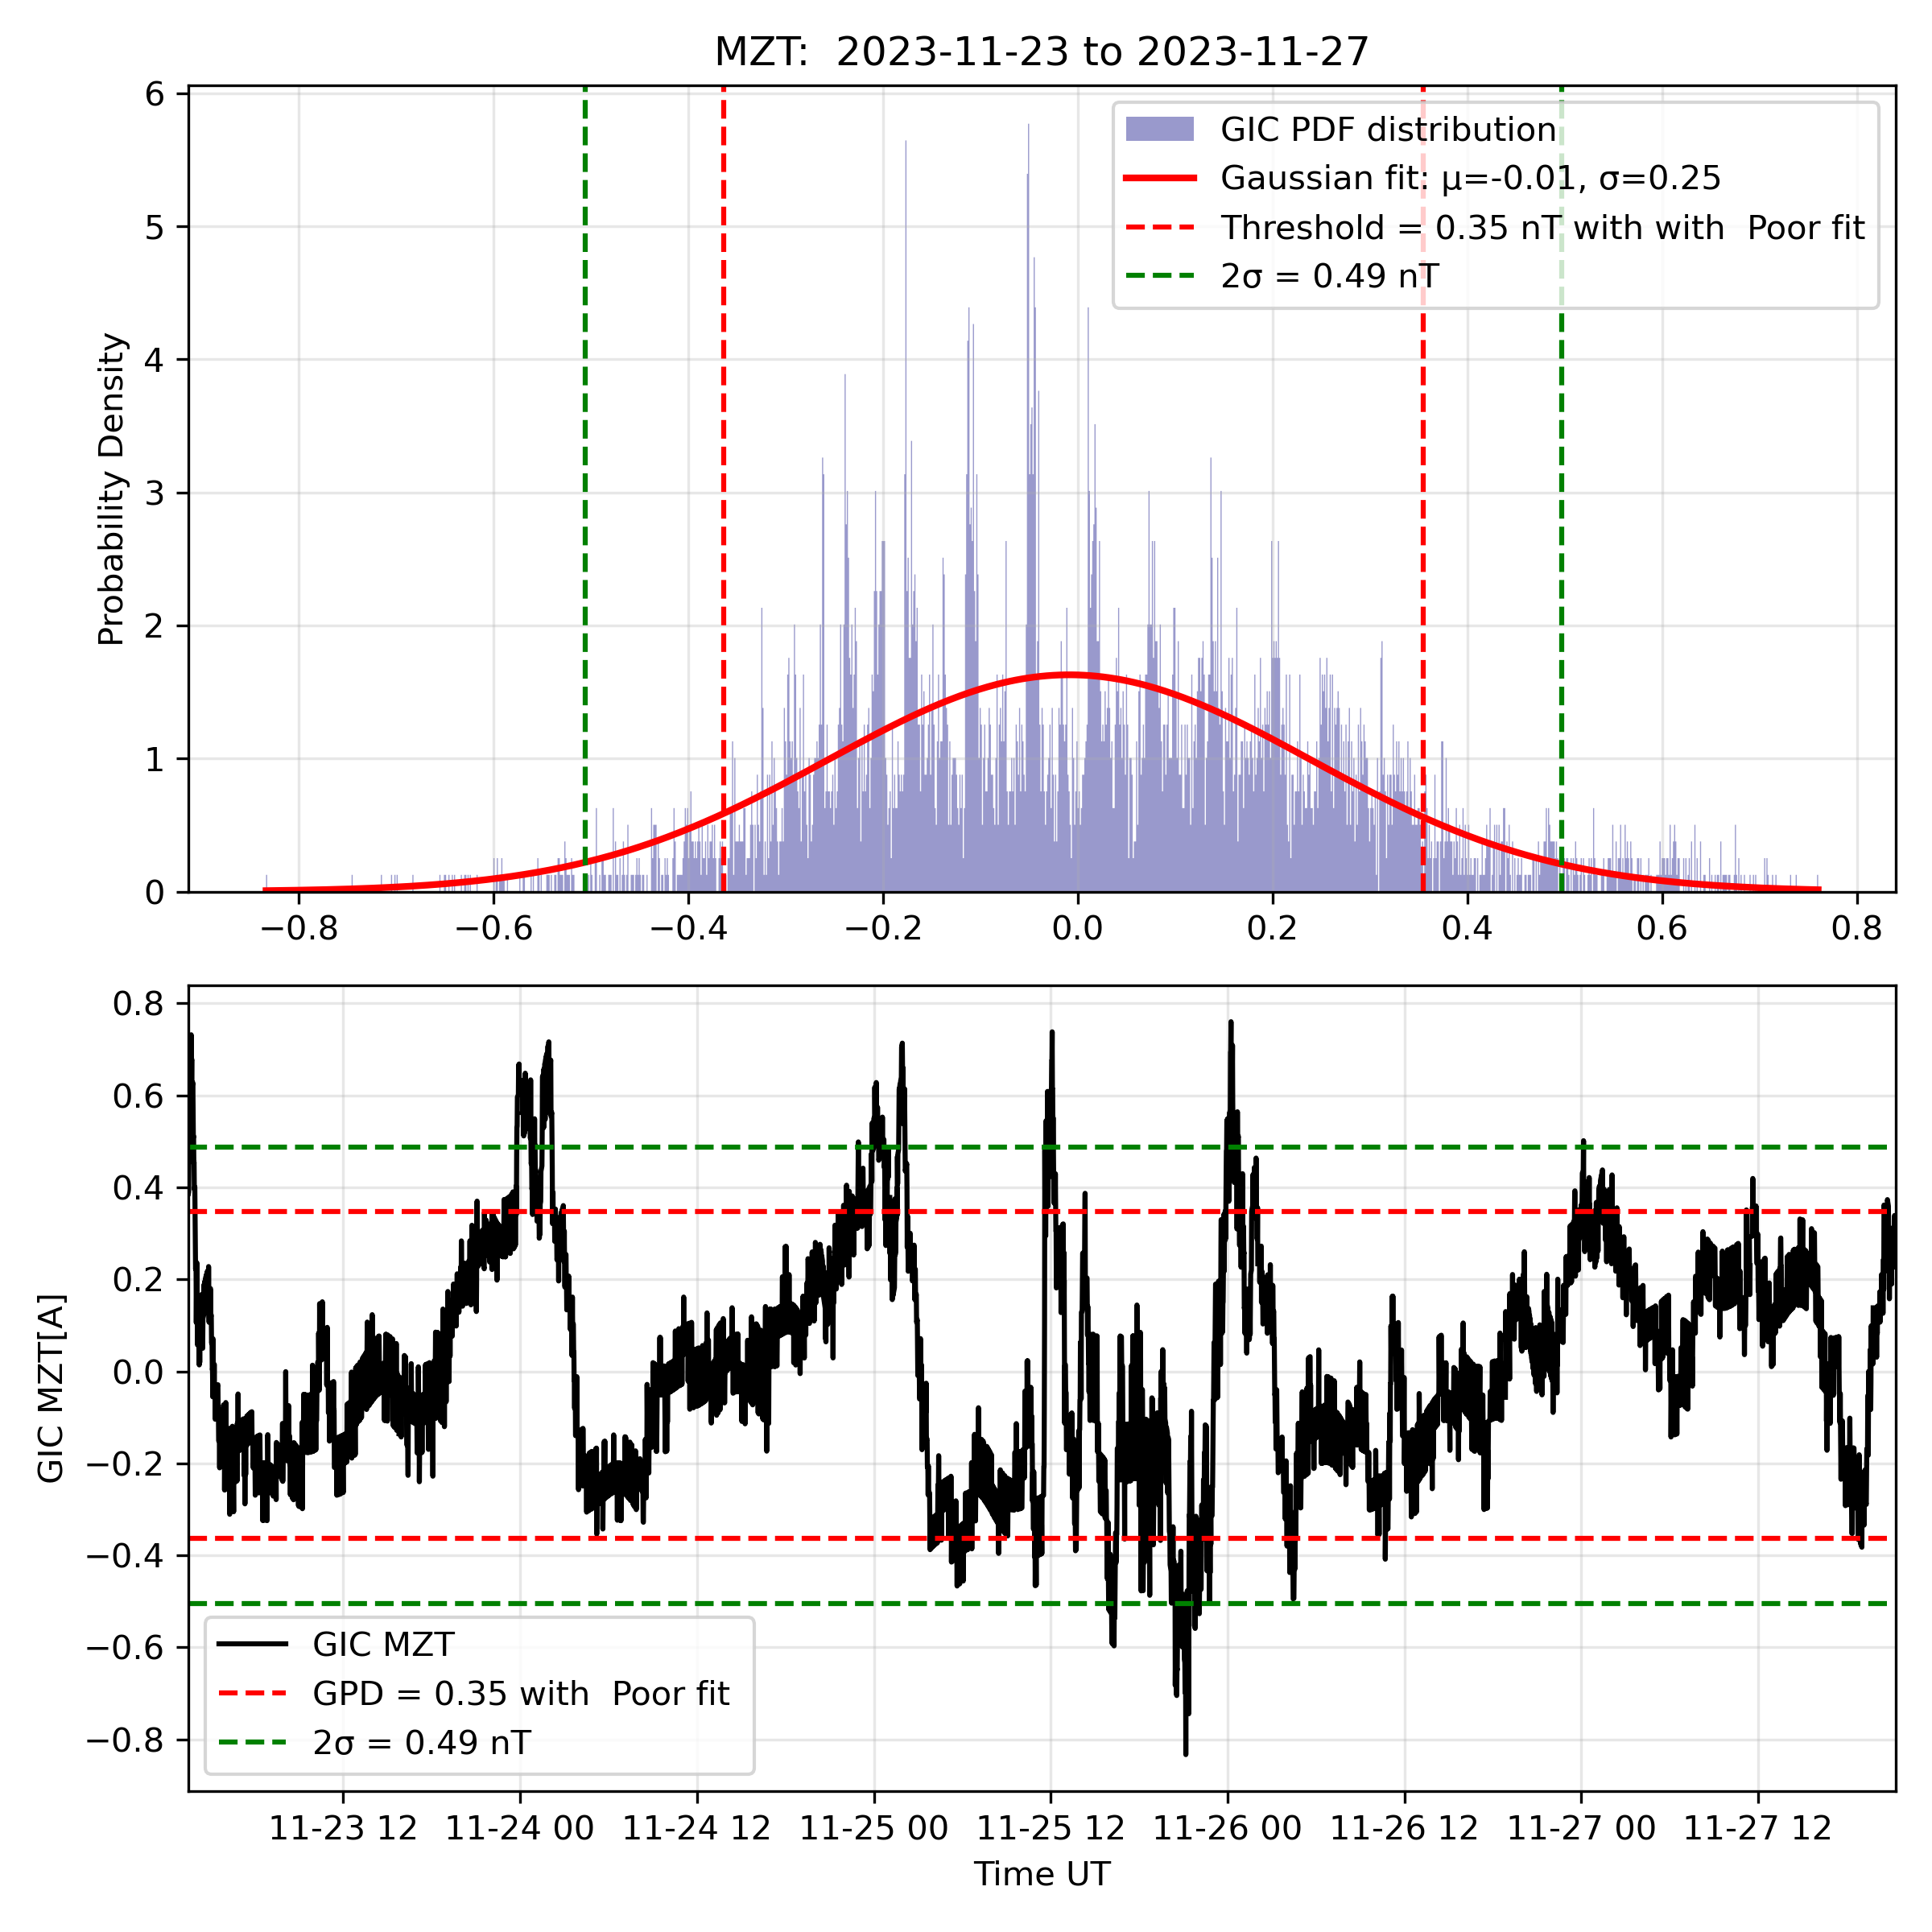 MZT:  2023-11-23 to 2023-11-27
6
5
4
3
2
1
0
Probability Density
GIC PDF distribution
Gaussian fit: μ=-0.01, σ=0.25
Threshold = 0.35 nT with with  Poor fit
2σ = 0.49 nT
−0.8 −0.6 −0.4 −0.2 0.0 0.2 0.4 0.6 0.8
0.8
0.6
0.4
0.2
0.0
−0.2
−0.4
−0.6
−0.8
GIC MZT[A]
GIC MZT
GPD = 0.35 with  Poor fit
2σ = 0.49 nT
11-23 12 11-24 00 11-24 12 11-25 00 11-25 12 11-26 00 11-26 12 11-27 00 11-27 12
Time UT